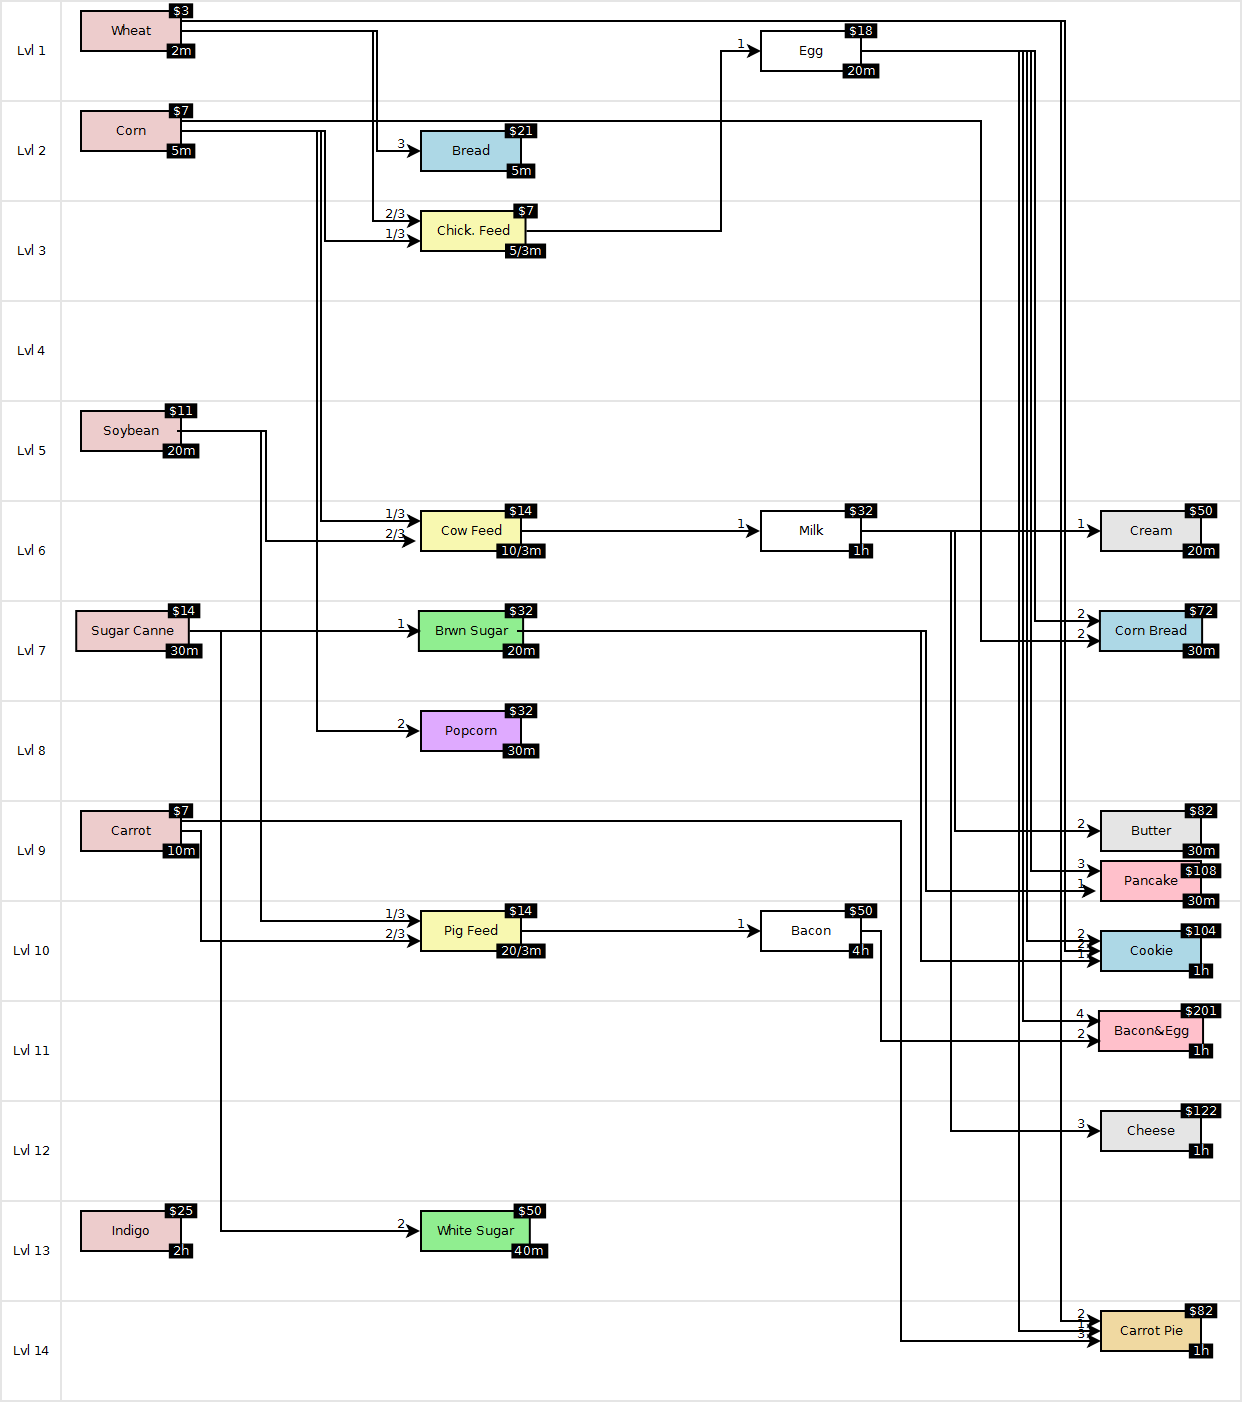 $3
Wheat
2m
Lvl 1
1
$18
Egg
20m
$7
Corn
5m
Lvl 2
3
$21
Bread
5m
2/3
1/3
$7
Chick. Feed
5/3m
Lvl 3
Lvl 4
$11
Soybean
20m
Lvl 5
1/3
2/3
$14
Cow Feed
10/3m
1
$32
Milk
1h
1
$50
Cream
20m
Lvl 6
$14
Sugar Canne
30m
1
$32
Brwn Sugar
20m
2
2
$72
Corn Bread
30m
Lvl 7
2
$32
Popcorn
30m
Lvl 8
$7
Carrot
10m
2
$82
Butter
30m
Lvl 9
3
1
$108
Pancake
30m
1/3
2/3
$14
Pig Feed
20/3m
1
$50
Bacon
4h
Lvl 10
2
2
1
$104
Cookie
1h
4
2
$201
Bacon&Egg
1h
Lvl 11
3
$122
Cheese
1h
Lvl 12
$25
Indigo
2h
2
$50
White Sugar
40m
Lvl 13
2
1
3
$82
Carrot Pie
1h
Lvl 14